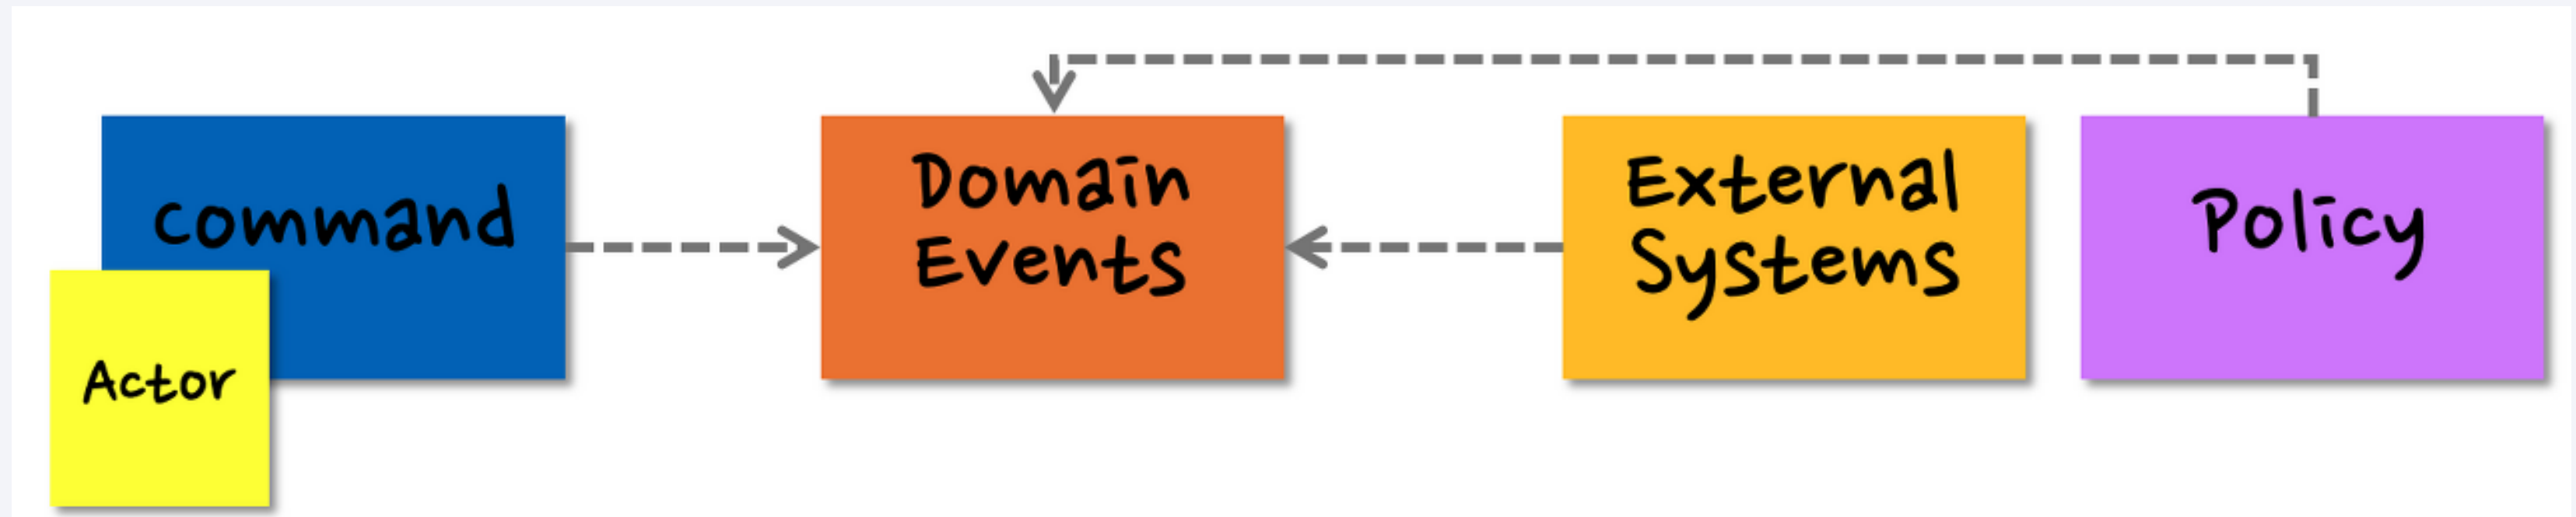 Command
Actor
Domain
Events
External
Systems
Policy